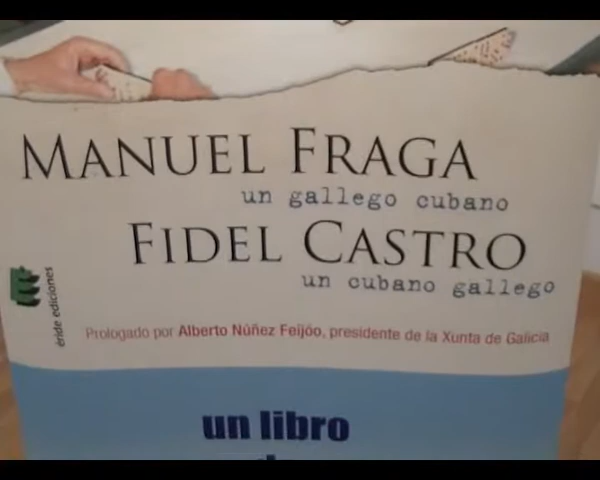 MANUEL FRAGA
un gallego cubano
FIDEL CASTRO
un cubano gallego
éride ediciones
Prologado por Alberto Núñez Feijóo, presidente de la Xunta de Galicia
un libro